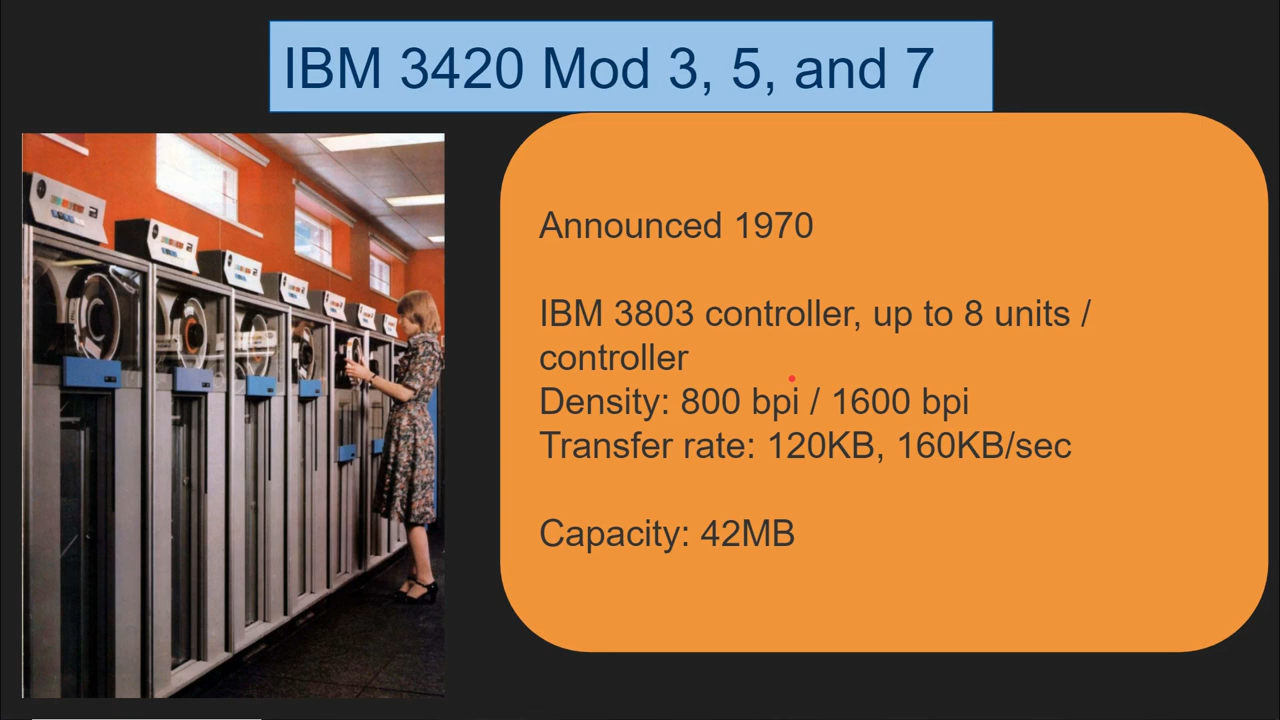 IBM 3420 Mod 3, 5, and 7
Announced 1970
IBM 3803 controller, up to 8 units /
controller
Density: 800 bpi / 1600 bpi
Transfer rate: 120KB, 160KB/sec
Capacity: 42MB